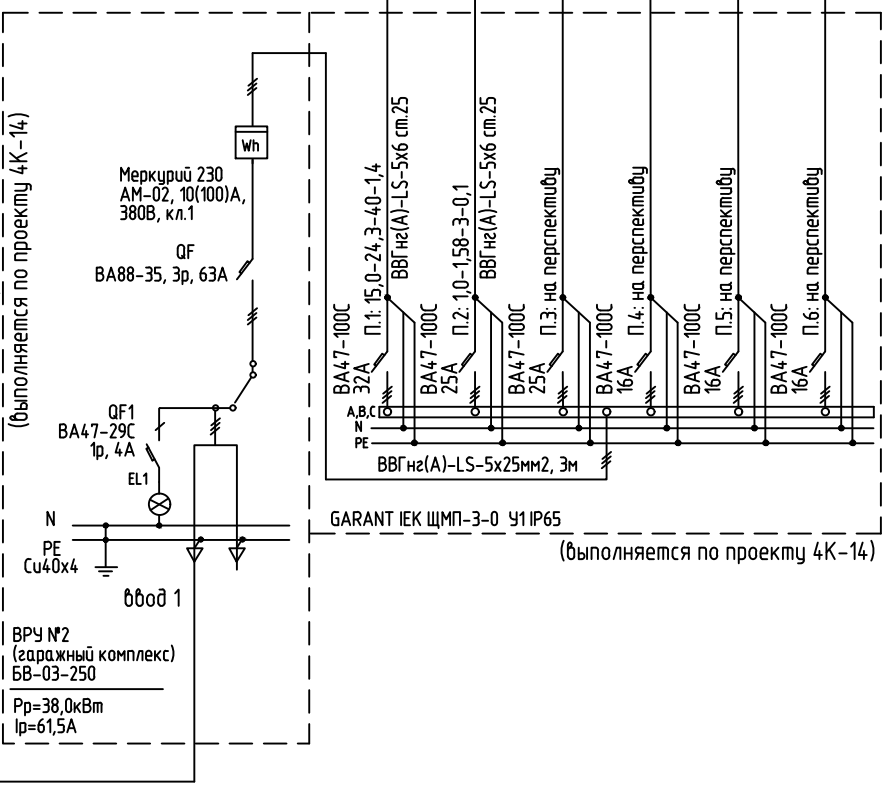 (выполняется по проекту 4К-14)
Wh
Меркурий 230
АМ-02, 10(100)А,
380В, кл.1
QF
ВА88-35, 3р, 63А
QF1
ВА47-29С
1р, 4А
EL1
N
PE
Cu40x4
ввод 1
ВРУ №2
(гаражный комплекс)
БВ-03-250
Рр=38,0кВт
Iр=61,5А
ВА47-100С
32А
П.1: 15,0-24,3-40-1,4
ВВГнг(А)-LS-5х6 ст.25
ВА47-100С
25А
П.2: 1,0-1,58-3-0,1
ВВГнг(А)-LS-5х6 ст.25
ВА47-100С
25А
П.3: на перспективу
ВА47-100С
16А
П.4: на перспективу
ВА47-100С
16А
П.5: на перспективу
ВА47-100С
16А
П.6: на перспективу
А,В,С
N
PE
ВВГнг(А)-LS-5х25мм2, 3м
GARANT IEK ЩМП-3-0 У1 IP65
(выполняется по проекту 4К-14)